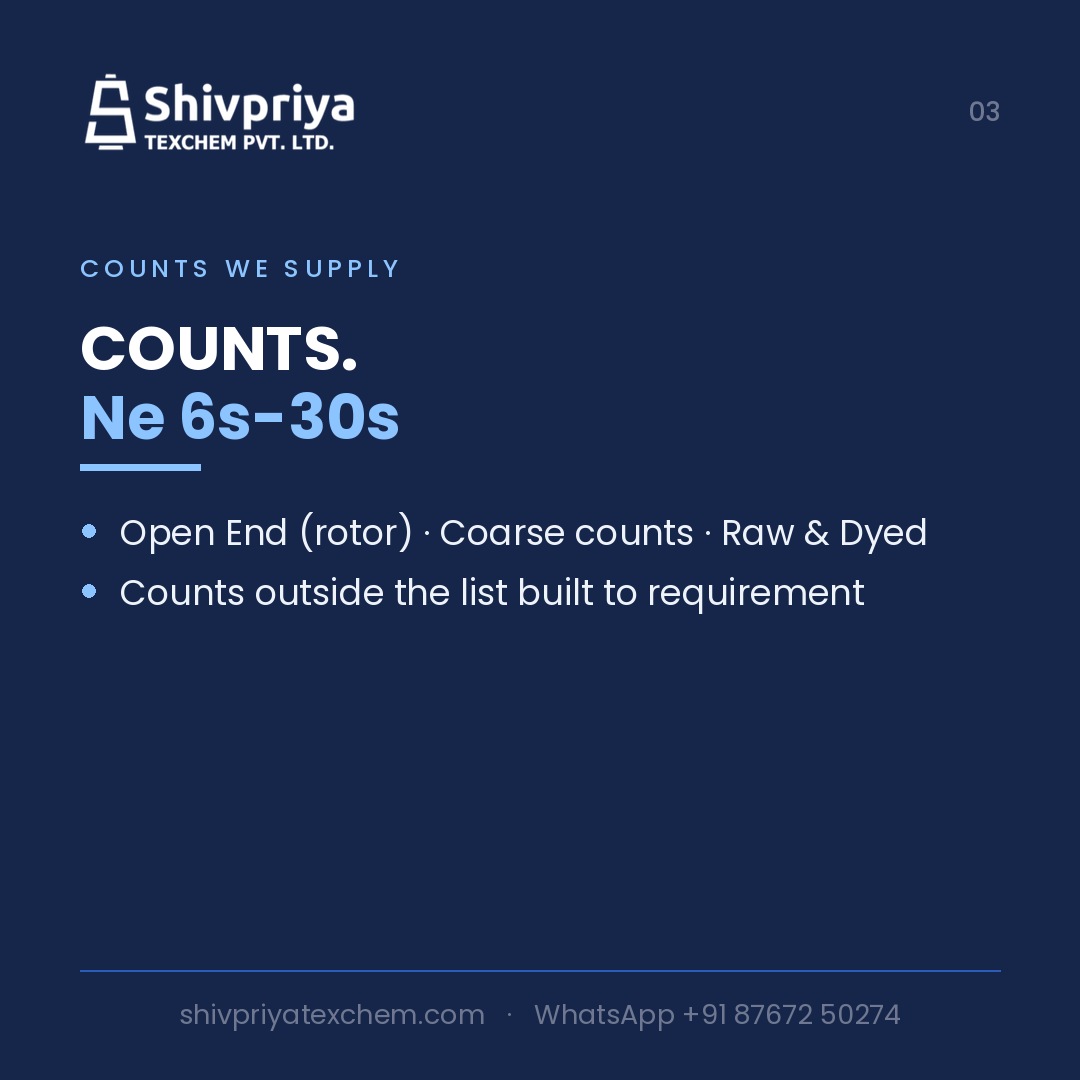 Shivpriya
TEXCHEM PVT. LTD.
03
COUNTS WE SUPPLY
COUNTS.
Ne 6s-30s
• Open End (rotor) · Coarse counts · Raw & Dyed
• Counts outside the list built to requirement
shivpriyatexchem.com · WhatsApp +91 87672 50274